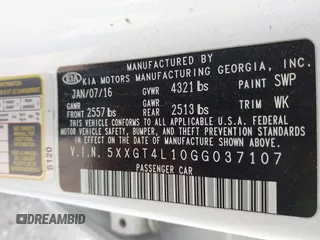 MANUFACTURED BY
KIA KIA MOTORS MANUFACTURING GEORGIA, INC.
JAN/07/16 GVWR 4321 lbs PAINT SWP
GAWR FRONT 2557 lbs GAWR REAR 2513 lbs TRIM WK
THIS VEHICLE CONFORMS TO ALL APPLICABLE U.S.A. FEDERAL
MOTOR VEHICLE SAFETY, BUMPER, AND THEFT PREVENTION
STANDARDS IN EFFECT ON THE DATE OF MANUFACTURE SHOWN ABOVE.
V.I.N. 5XXGT4L10GG037107
PASSENGER CAR
5120
DREAMBID